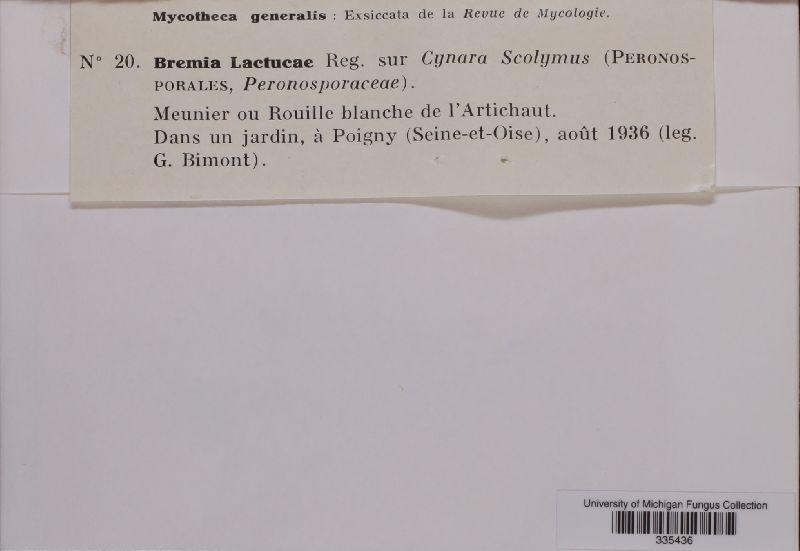 Mycotheca generalis : Exsiccata de la Revue de Mycologie.
N° 20. Bremia Lactucae Reg. sur Cynara Scolymus (PERONOS-
PORALES, Peronosporaceae).
Meunier ou Rouille blanche de l'Artichaut.
Dans un jardin, à Poigny (Seine-et-Oise), août 1936 (leg.
G. Bimont).
University of Michigan Fungus Collection
335436